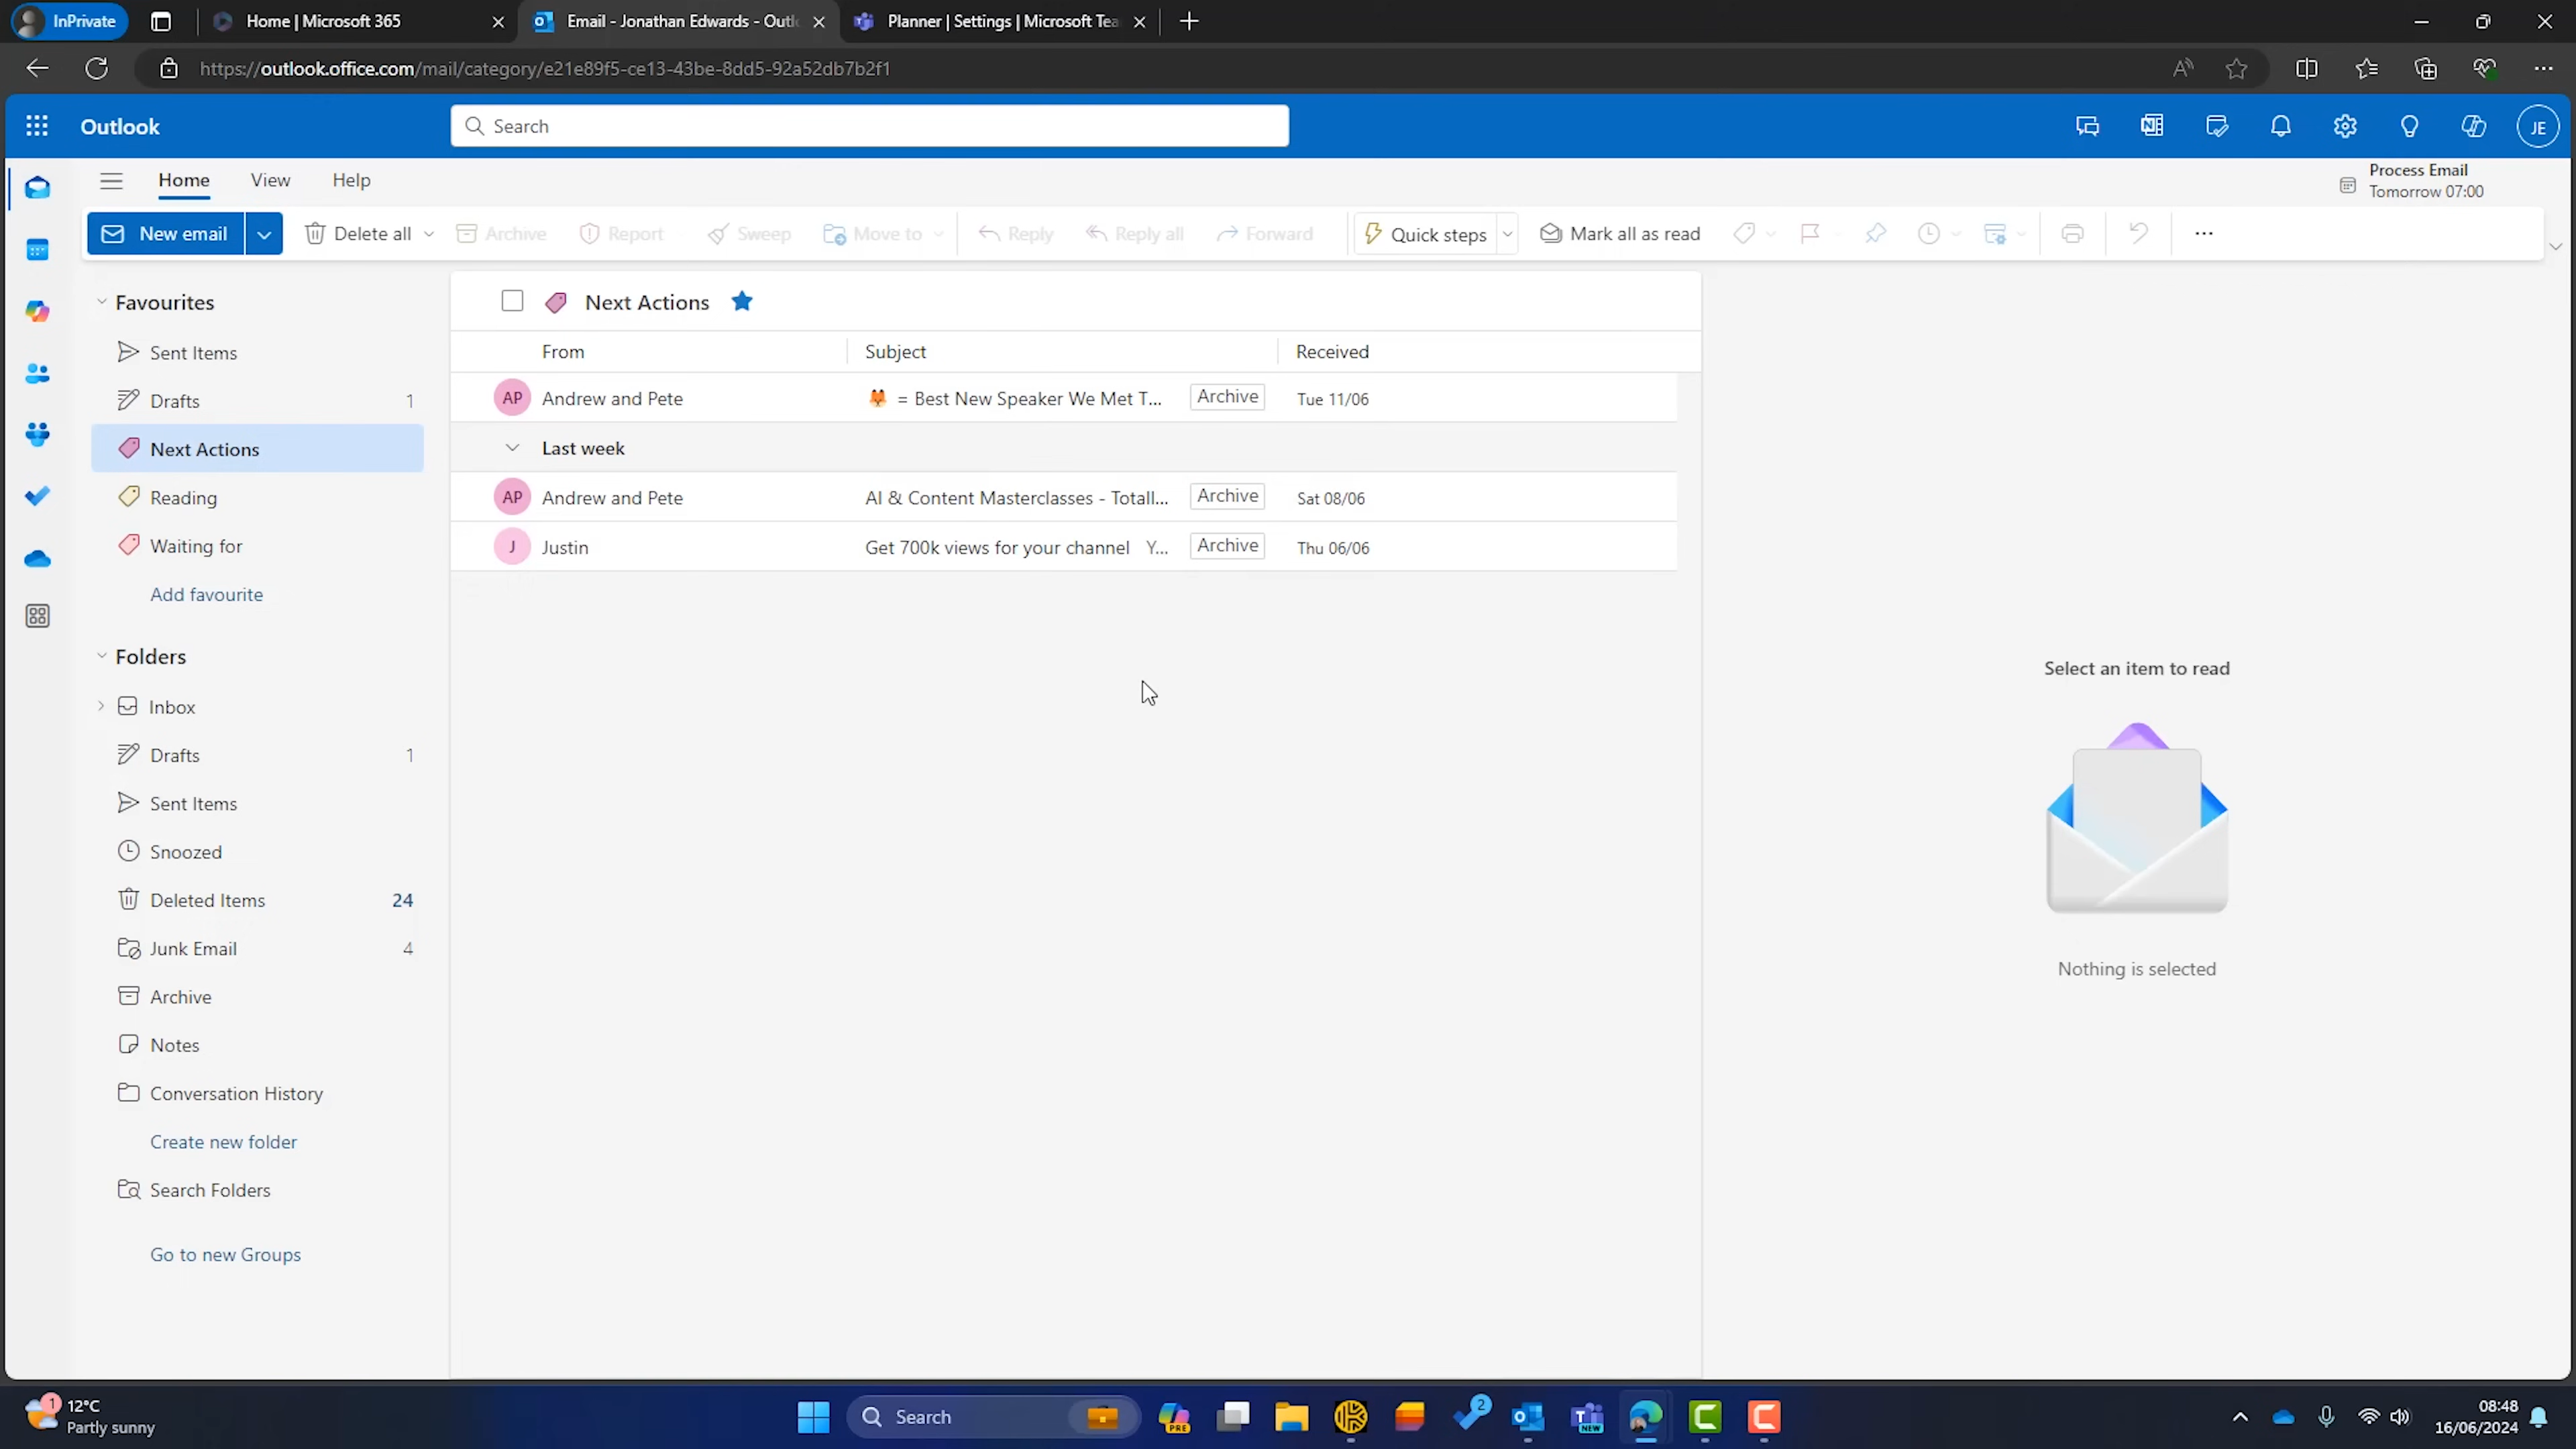 InPrivate
Home | Microsoft 365
Email - Jonathan Edwards - Outl
Planner | Settings | Microsoft Tea
https://outlook.office.com/mail/category/e21e89f5-ce13-43be-8dd5-92a52db7b2f1
Outlook
Search
JE
Home
View
Help
Process Email
Tomorrow 07:00
New email
Delete all
Archive
Report
Sweep
Move to
Reply
Reply all
Forward
Quick steps
Mark all as read
Favourites
Sent Items
Drafts 1
Next Actions
Reading
Waiting for
Add favourite
Folders
Inbox
Drafts 1
Sent Items
Snoozed
Deleted Items 24
Junk Email 4
Archive
Notes
Conversation History
Create new folder
Search Folders
Go to new Groups
Next Actions
From Subject Received
AP Andrew and Pete 🦊 = Best New Speaker We Met T... Archive Tue 11/06
Last week
AP Andrew and Pete AI & Content Masterclasses - Totall... Archive Sat 08/06
J Justin Get 700k views for your channel Y... Archive Thu 06/06
Select an item to read
Nothing is selected
1
12°C
Partly sunny
Search
PRE
2
NEW
08:48
16/06/2024